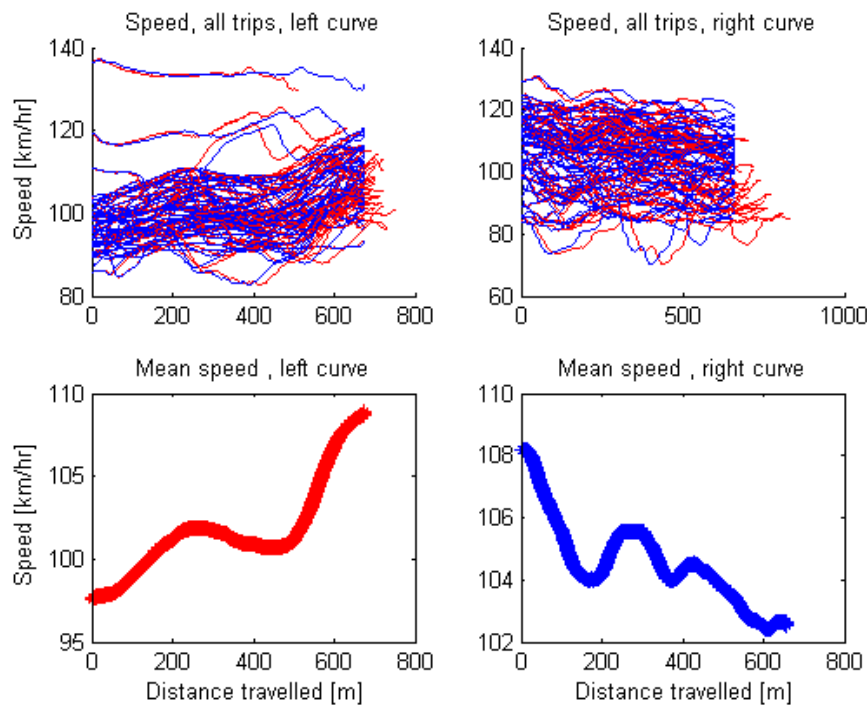 Speed, all trips, left curve
140
120
100
80
0 200 400 600 800
Speed [km/hr]
Speed, all trips, right curve
140
120
100
80
60
0 500 1000
Mean speed , left curve
110
105
100
95
0 200 400 600 800
Speed [km/hr]
Distance travelled [m]
Mean speed , right curve
110
108
106
104
102
0 200 400 600 800
Distance travelled [m]